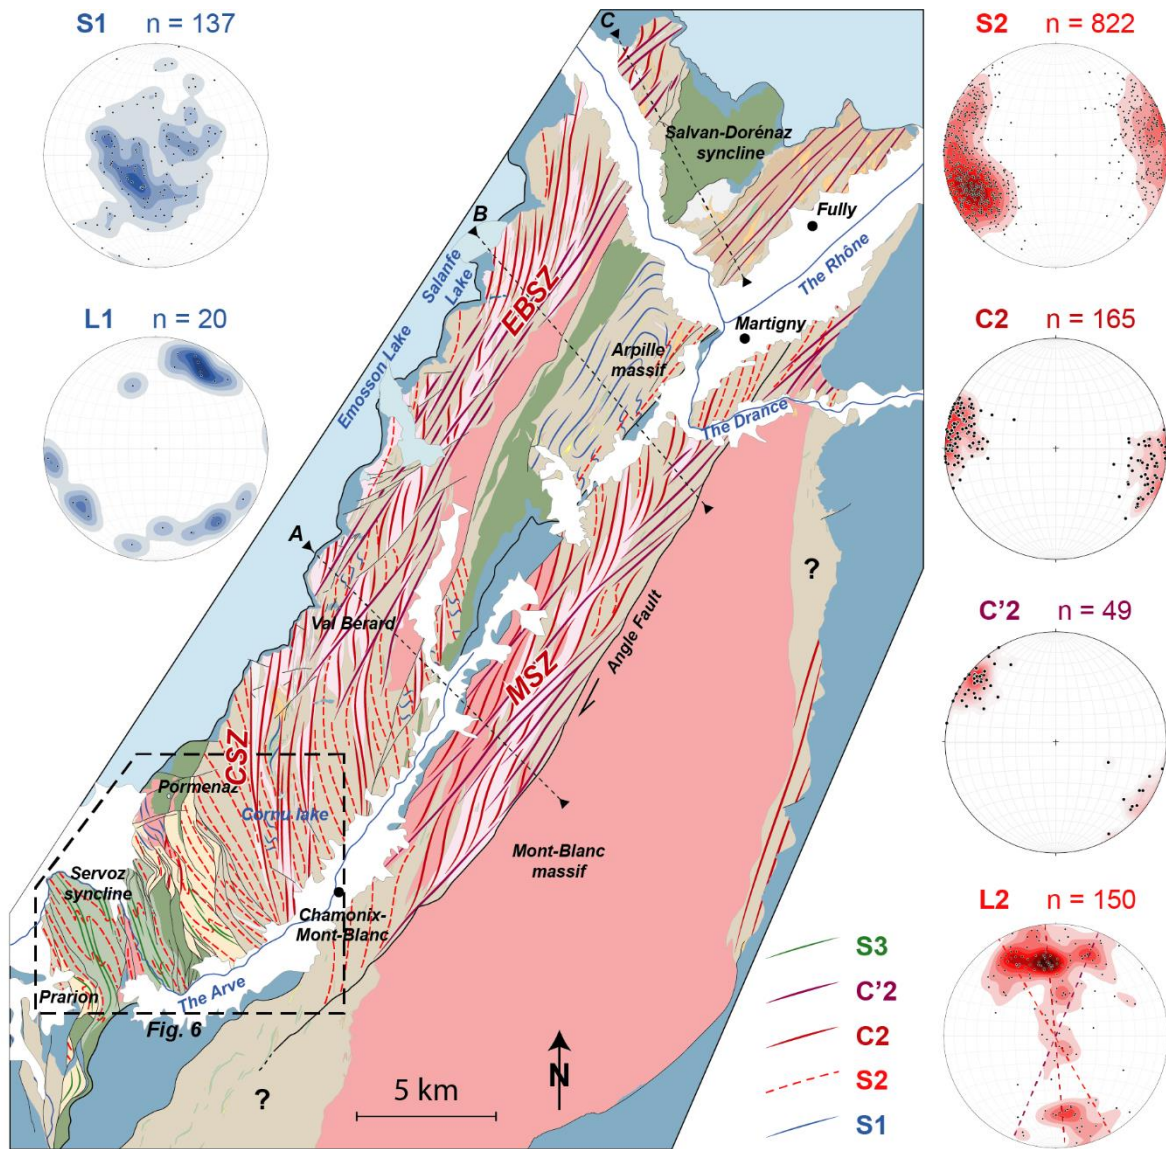 S1 n = 137
L1 n = 20
S2 n = 822
C2 n = 165
C'2 n = 49
L2 n = 150
C
B
A
Salvan-Dorénaz
syncline
Fully
The Rhône
Martigny
Salanfe
Lake
EBSZ
Arpille
massif
Emosson Lake
The Drance
?
Val Bérard
Angle Fault
MSZ
CSZ
Pormenaz
Cornu lake
Mont-Blanc
massif
Servoz
syncline
Chamonix-
Mont-Blanc
Prarion
The Arve
Fig. 6
?
5 km
N
S3
C'2
C2
S2
S1